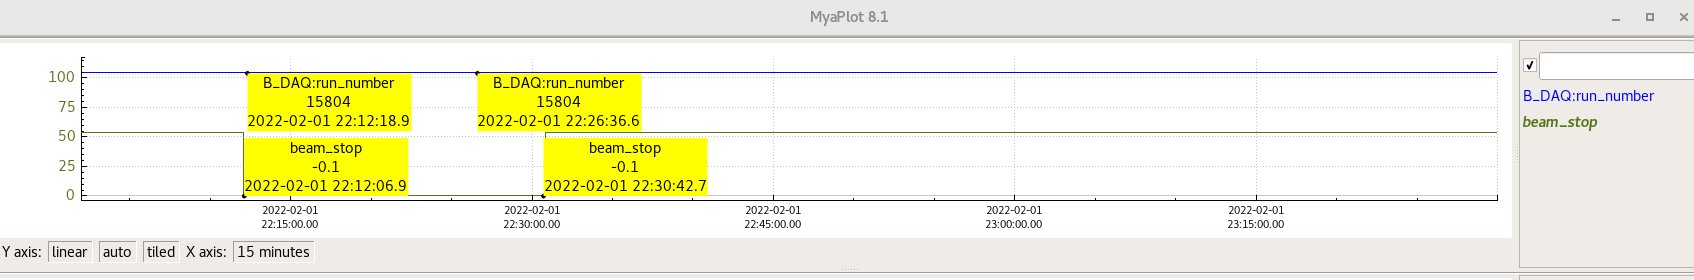 MyaPlot 8.1
100
75
50
25
0
B_DAQ:run_number
15804
2022-02-01 22:12:18.9
B_DAQ:run_number
15804
2022-02-01 22:26:36.6
beam_stop
-0.1
2022-02-01 22:12:06.9
beam_stop
-0.1
2022-02-01 22:30:42.7
2022-02-01
22:15:00.00
2022-02-01
22:30:00.00
2022-02-01
22:45:00.00
2022-02-01
23:00:00.00
2022-02-01
23:15:00.00
B_DAQ:run_number
beam_stop
Y axis: linear auto tiled X axis: 15 minutes